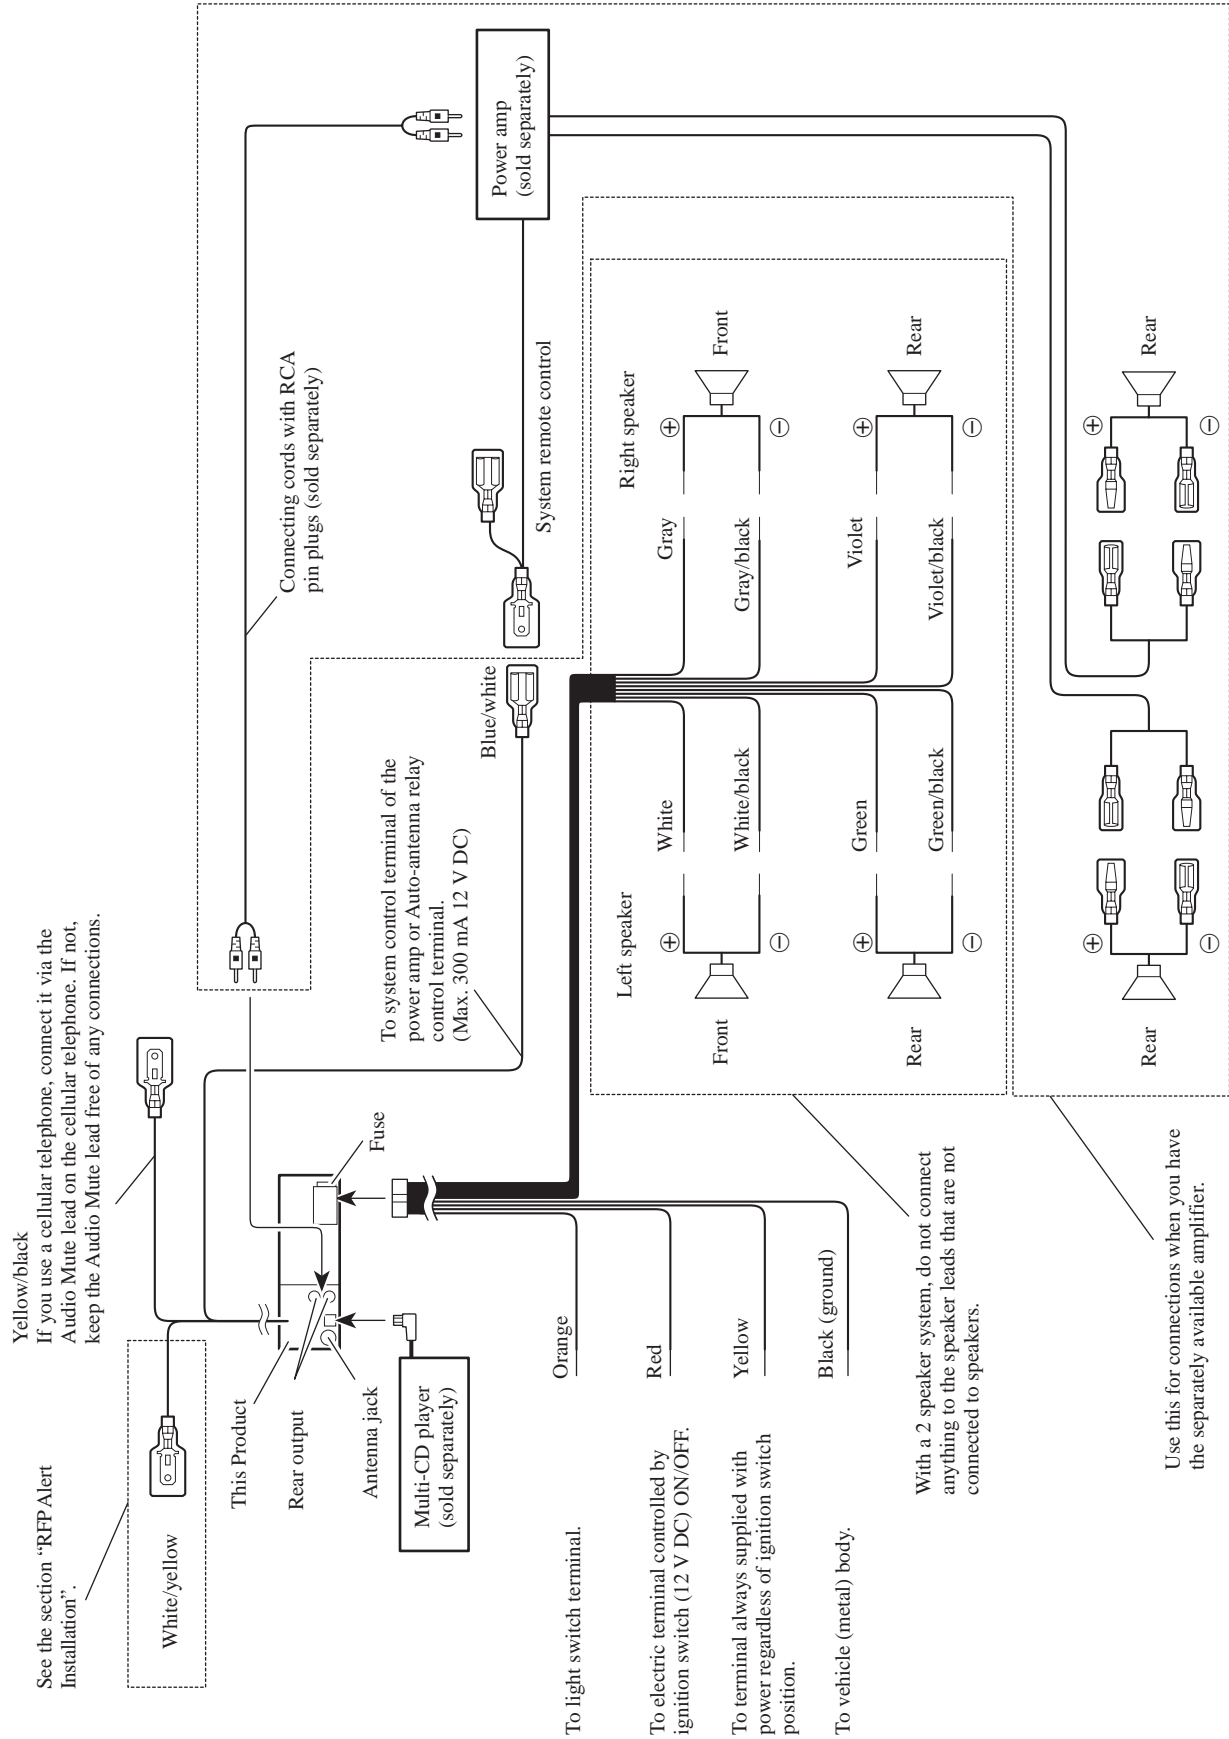 Yellow/black
If you use a cellular telephone, connect it via the
Audio Mute lead on the cellular telephone. If not,
keep the Audio Mute lead free of any connections.
See the section “RFP Alert
Installation”.
White/yellow
This Product
Rear output
Antenna jack
Multi-CD player
(sold separately)
Fuse
Connecting cords with RCA
pin plugs (sold separately)
Power amp
(sold separately)
To system control terminal of the
power amp or Auto-antenna relay
control terminal.
(Max. 300 mA 12 V DC)
Blue/white
System remote control
Orange
To light switch terminal.
Red
To electric terminal controlled by
ignition switch (12 V DC) ON/OFF.
Yellow
To terminal always supplied with
power regardless of ignition switch
position.
Black (ground)
To vehicle (metal) body.
Left speaker
Right speaker
Front
+
White
Gray
+
Front
-
White/black
Gray/black
-
Rear
+
Green
Violet
+
Rear
-
Green/black
Violet/black
-
With a 2 speaker system, do not connect
anything to the speaker leads that are not
connected to speakers.
Rear
+
-
+
-
Rear
Use this for connections when you have
the separately available amplifier.